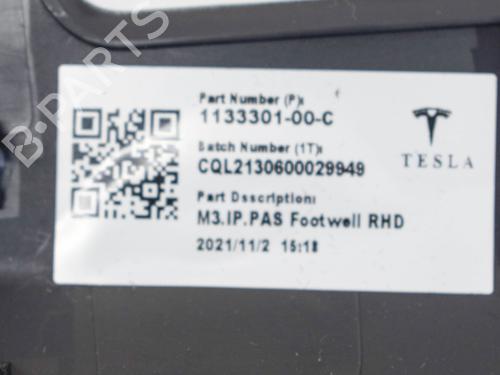 Part Number (P):
1133301-00-C
Batch Number (1T):
CQL2130600029949
Part Dsscription:
M3.IP.PAS Footwell RHD
2021/11/2 15:18
TESLA
B-PARTS